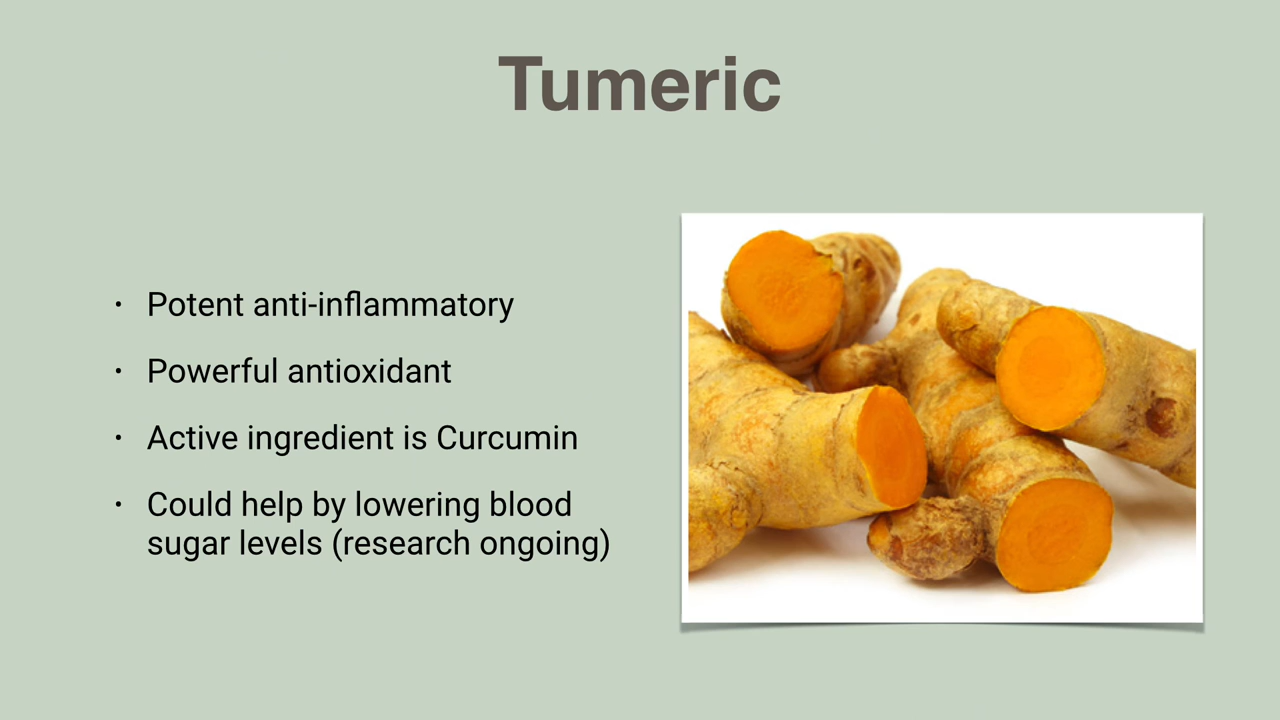 Tumeric
• Potent anti-inflammatory
• Powerful antioxidant
• Active ingredient is Curcumin
• Could help by lowering blood
sugar levels (research ongoing)